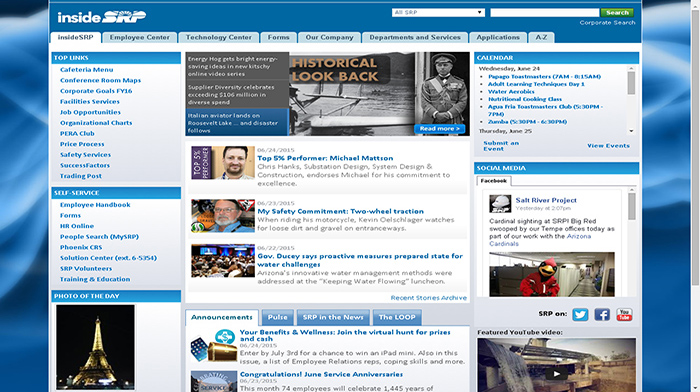 inside SRP
All SRP
Search
Corporate Search
insideSRP
Employee Center
Technology Center
Forms
Our Company
Departments and Services
Applications
A-Z
TOP LINKS
Cafeteria Menu
Conference Room Maps
Corporate Goals FY16
Facilities Services
Job Opportunities
Organizational Charts
PERA Club
Price Process
Safety Services
SuccessFactors
Trading Post
SELF-SERVICE
Employee Handbook
Forms
HR Online
People Search (MySRP)
Phoenix CRS
Solution Center (ext. 6-5354)
SRP Volunteers
Training & Education
PHOTO OF THE DAY
Energy Hog gets bright energy-
saving ideas in new kitschy
online video series
Supplier Diversity celebrates
exceeding $106 million in
diverse spend
Italian aviator lands on
Roosevelt Lake ... and disaster
follows
HISTORICAL
LOOK BACK
Read more >
TOP 5%
PERFORMER
06/24/2015
Top 5% Performer: Michael Mattson
Chris Hanks, Substation Design, System Design &
Construction, endorses Michael for his commitment to
excellence.
06/23/2015
My Safety Commitment: Two-wheel traction
When riding his motorcycle, Kevin Oelschlager watches
for loose dirt and gravel on entranceways.
06/22/2015
Gov. Ducey says proactive measures prepared state for
water challenges
Arizona's innovative water management methods were
addressed at the "Keeping Water Flowing" luncheon.
Recent Stories Archive
Announcements
Pulse
SRP in the News
The LOOP
Your Benefits & Wellness: Join the virtual hunt for prizes
and cash
06/24/2015
Enter by July 3rd for a chance to win an iPad mini. Also in this
issue, a list of Employee Relations reps, coping skills and more.
06/23/2015
Congratulations! June Service Anniversaries
This month 74 employees will celebrate 1,445 years of
CALENDAR
Wednesday, June 24
Papago Toastmasters (7AM - 8:15AM)
Adult Learning Techniques Day 1
Water Aerobics
Nutritional Cooking Class
Agua Fria Toastmasters Club (5:30PM -
7PM)
Zumba (5:30PM - 6:30PM)
Thursday, June 25
Submit an
Event
View Events
SOCIAL MEDIA
Facebook
Salt River Project
Yesterday at 2:07pm
Cardinal sighting at SRP! Big Red
swooped by our Tempe offices today as
part of our work with the Arizona
Cardinals
SRP on:
You
Tube
Featured YouTube video: